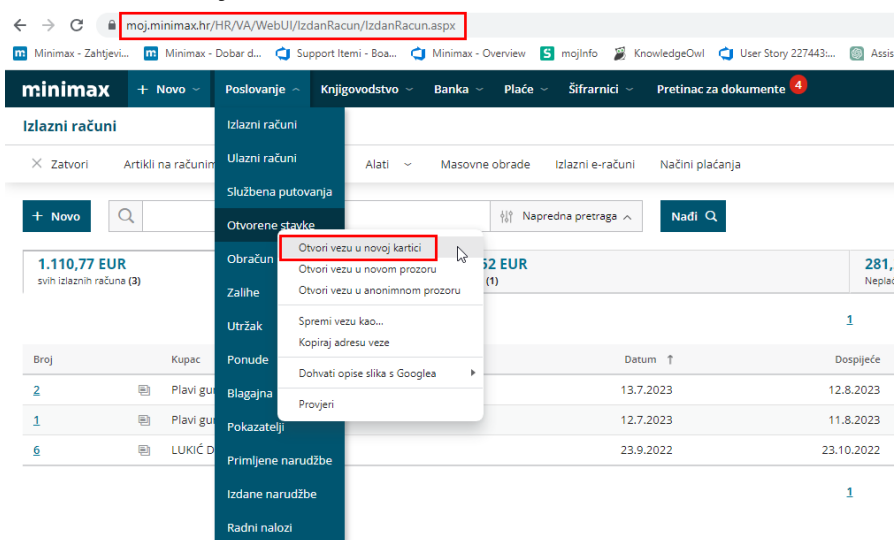 moj.minimax.hr/HR/VA/WebUI/IzdanRacun/IzdanRacun.aspx
m Minimax - Zahtjevi... m Minimax - Dobar d... Support Itemi - Boa... Minimax - Overview S mojInfo KnowledgeOwl User Story 227443:... Assis
minimax + Novo Poslovanje Knjigovodstvo Banka Plaće Šifrarnici Pretinac za dokumente 4
Izlazni računi
Izlazni računi
Ulazni računi
Službena putovanja
Otvorene stavke
Obračun
Zalihe
Utržak
Ponude
Blagajna
Pokazatelji
Primljene narudžbe
Izdane narudžbe
Radni nalozi
Zatvori Artikli na računim Alati Masovne obrade Izlazni e-računi Načini plaćanja
+ Novo Napredna pretraga Nađi
Otvori vezu u novoj kartici
Otvori vezu u novom prozoru
Otvori vezu u anonimnom prozoru
Spremi vezu kao...
Kopiraj adresu veze
Dohvati opise slika s Googlea
Provjeri
1.110,77 EUR 52 EUR 281,
svih izlaznih računa (3) (1)
1
Broj Kupac Datum ↑ Dospijeće
2 Plavi gu 13.7.2023 12.8.2023
1 Plavi gu 12.7.2023 11.8.2023
6 LUKIĆ D 23.9.2022 23.10.2022
1